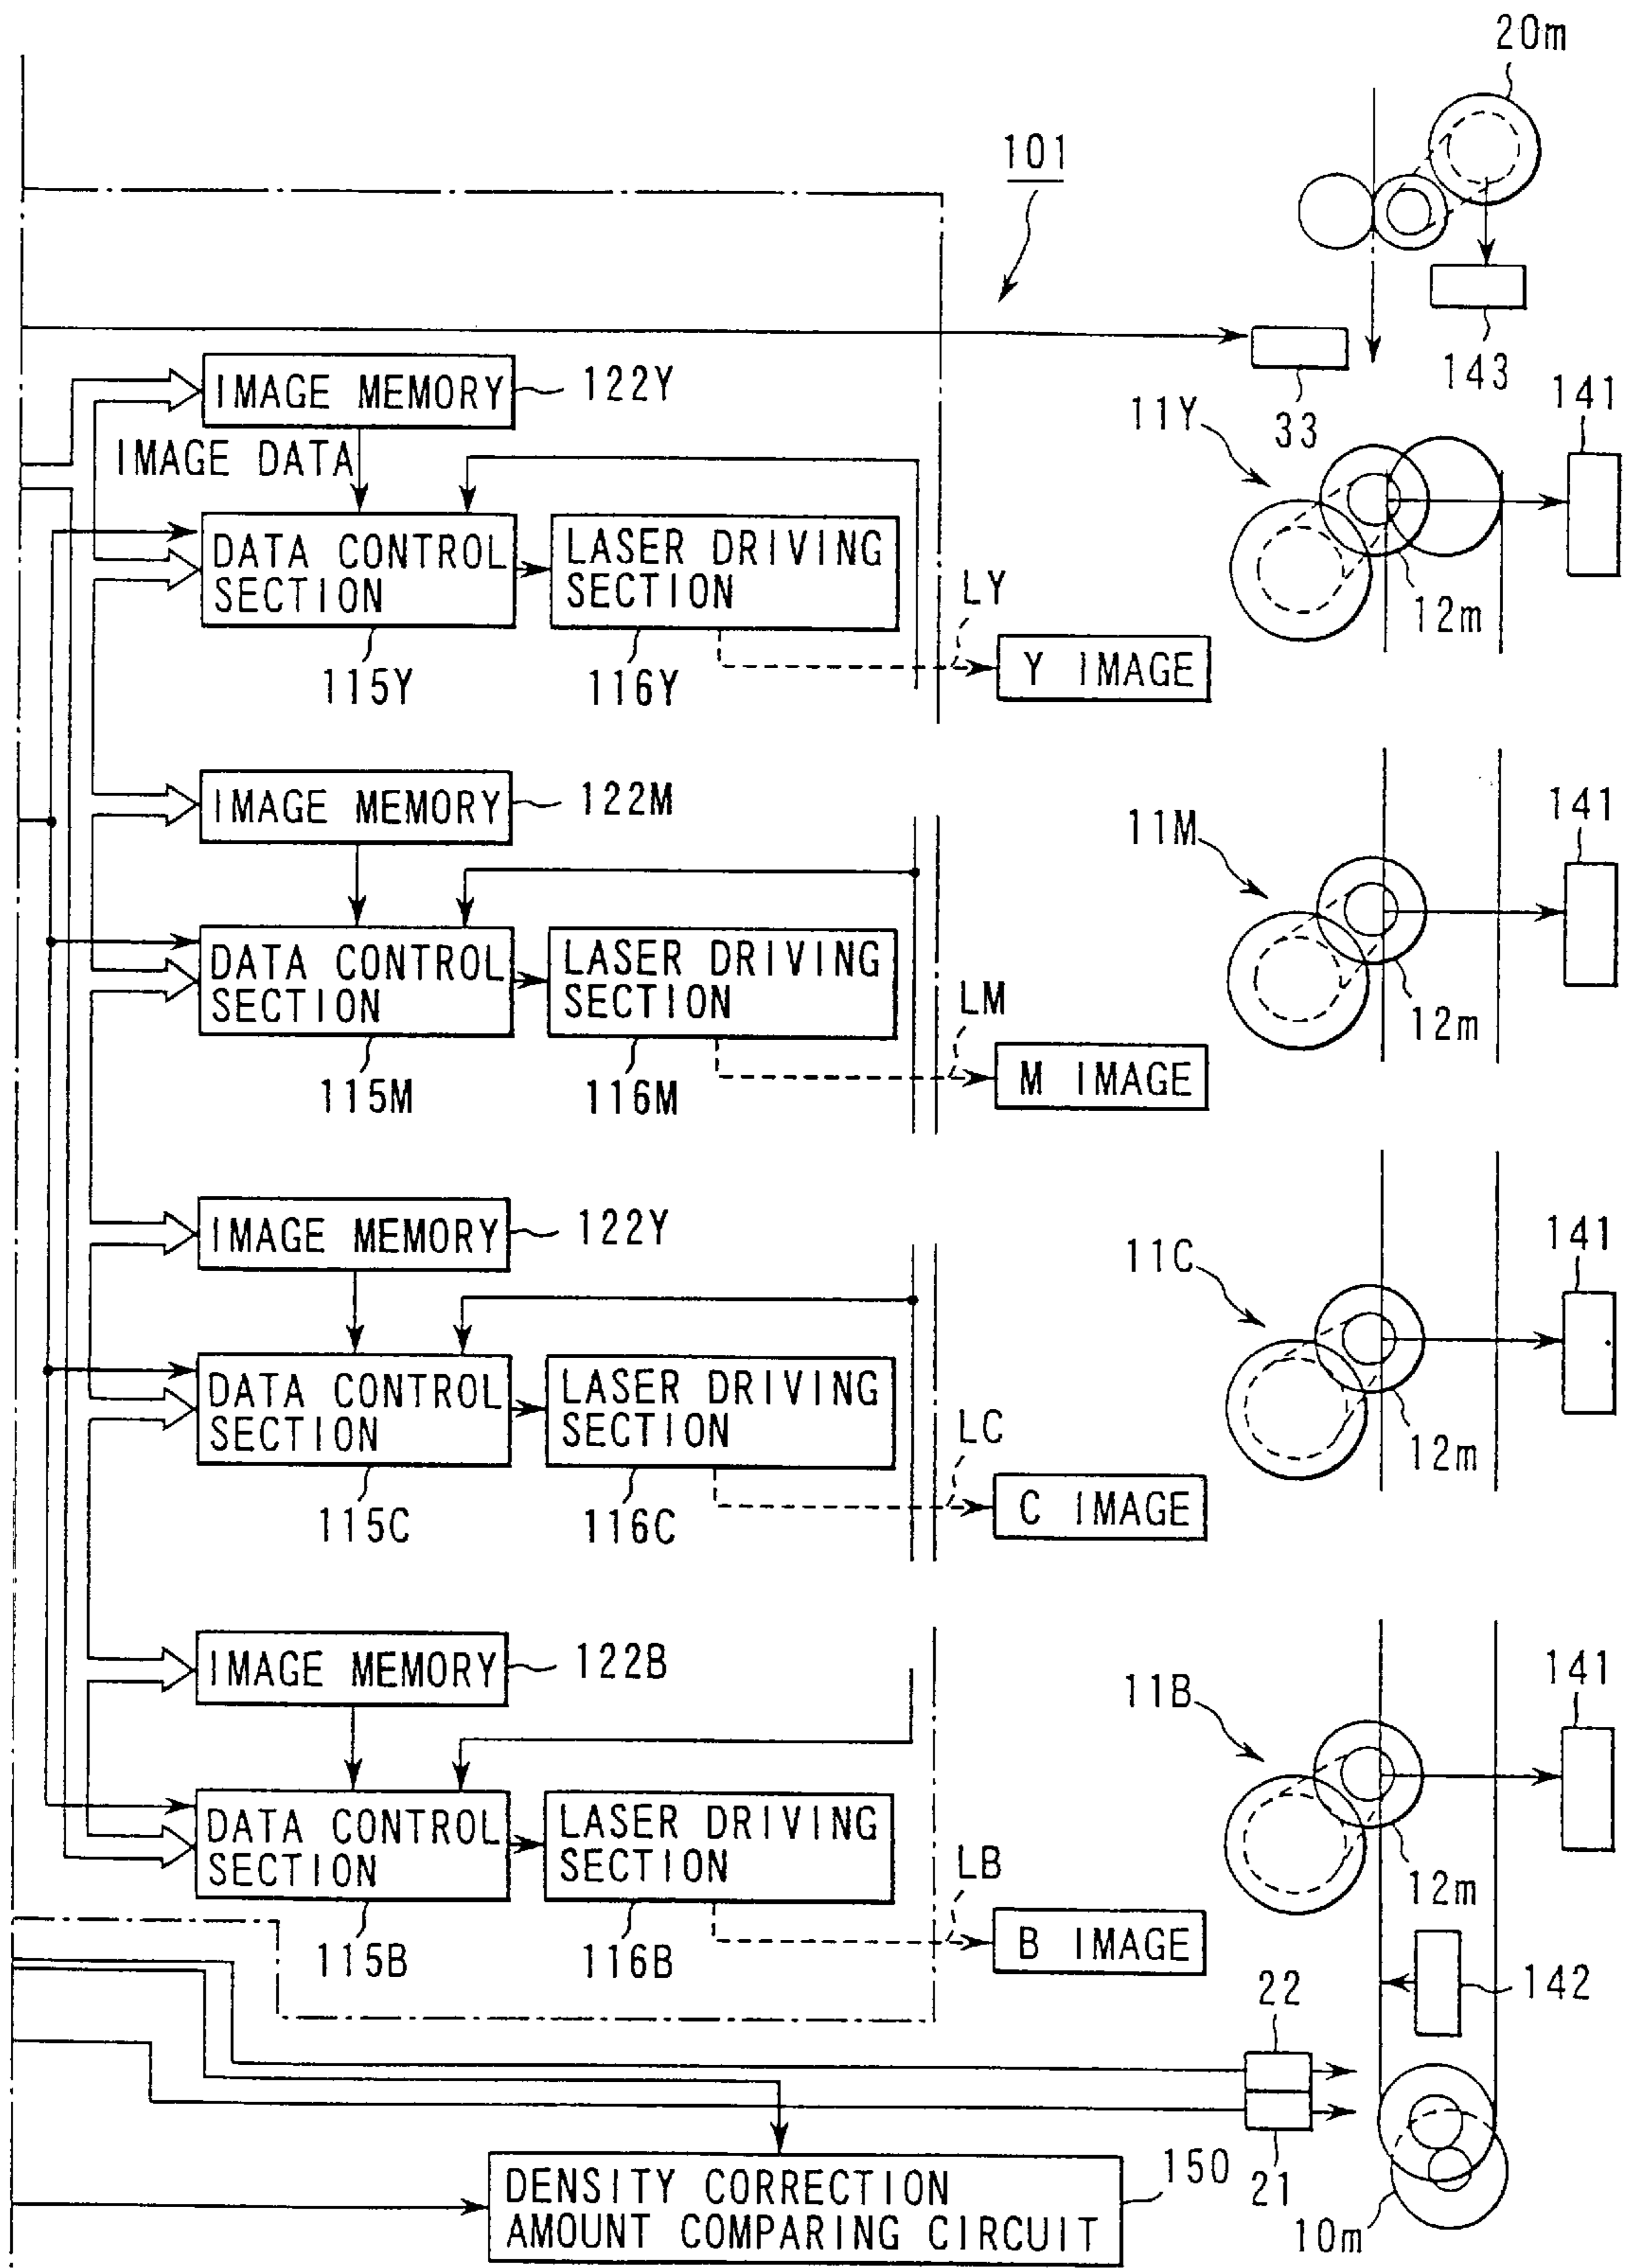 20m
101
143
33
IMAGE MEMORY
122Y
IMAGE DATA
11Y
141
DATA CONTROL
SECTION
LASER DRIVING
SECTION
LY
12m
115Y
116Y
Y IMAGE
IMAGE MEMORY
122M
11M
141
DATA CONTROL
SECTION
LASER DRIVING
SECTION
LM
12m
115M
116M
M IMAGE
IMAGE MEMORY
122Y
11C
141
DATA CONTROL
SECTION
LASER DRIVING
SECTION
LC
12m
115C
116C
C IMAGE
IMAGE MEMORY
122B
11B
141
DATA CONTROL
SECTION
LASER DRIVING
SECTION
LB
12m
115B
116B
B IMAGE
142
22
21
150
DENSITY CORRECTION
AMOUNT COMPARING CIRCUIT
10m